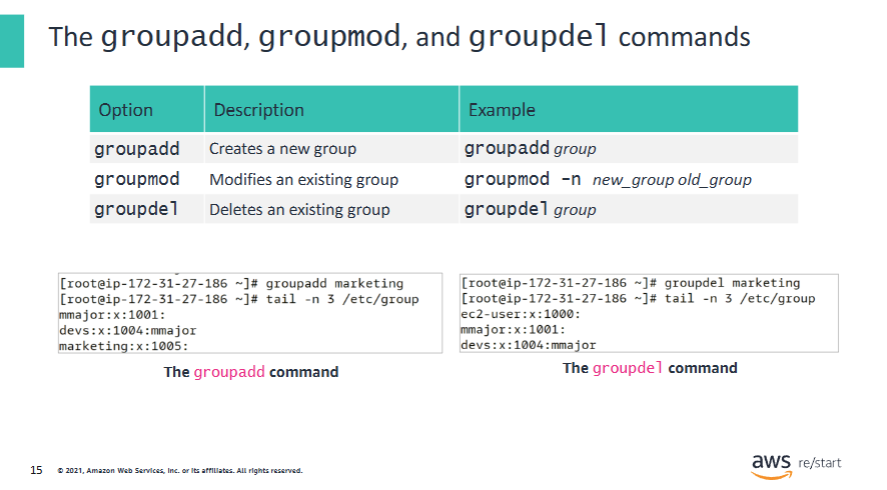 The groupadd, groupmod, and groupdel commands
Option Description Example
groupadd Creates a new group groupadd group
groupmod Modifies an existing group groupmod -n new_group old_group
groupdel Deletes an existing group groupdel group
[root@ip-172-31-27-186 ~]# groupadd marketing
[root@ip-172-31-27-186 ~]# tail -n 3 /etc/group
mmajor:x:1001:
devs:x:1004:mmajor
marketing:x:1005:
The groupadd command
[root@ip-172-31-27-186 ~]# groupdel marketing
[root@ip-172-31-27-186 ~]# tail -n 3 /etc/group
ec2-user:x:1000:
mmajor:x:1001:
devs:x:1004:mmajor
The groupdel command
15 © 2021, Amazon Web Services, Inc. or its affiliates. All rights reserved.
aws re/start